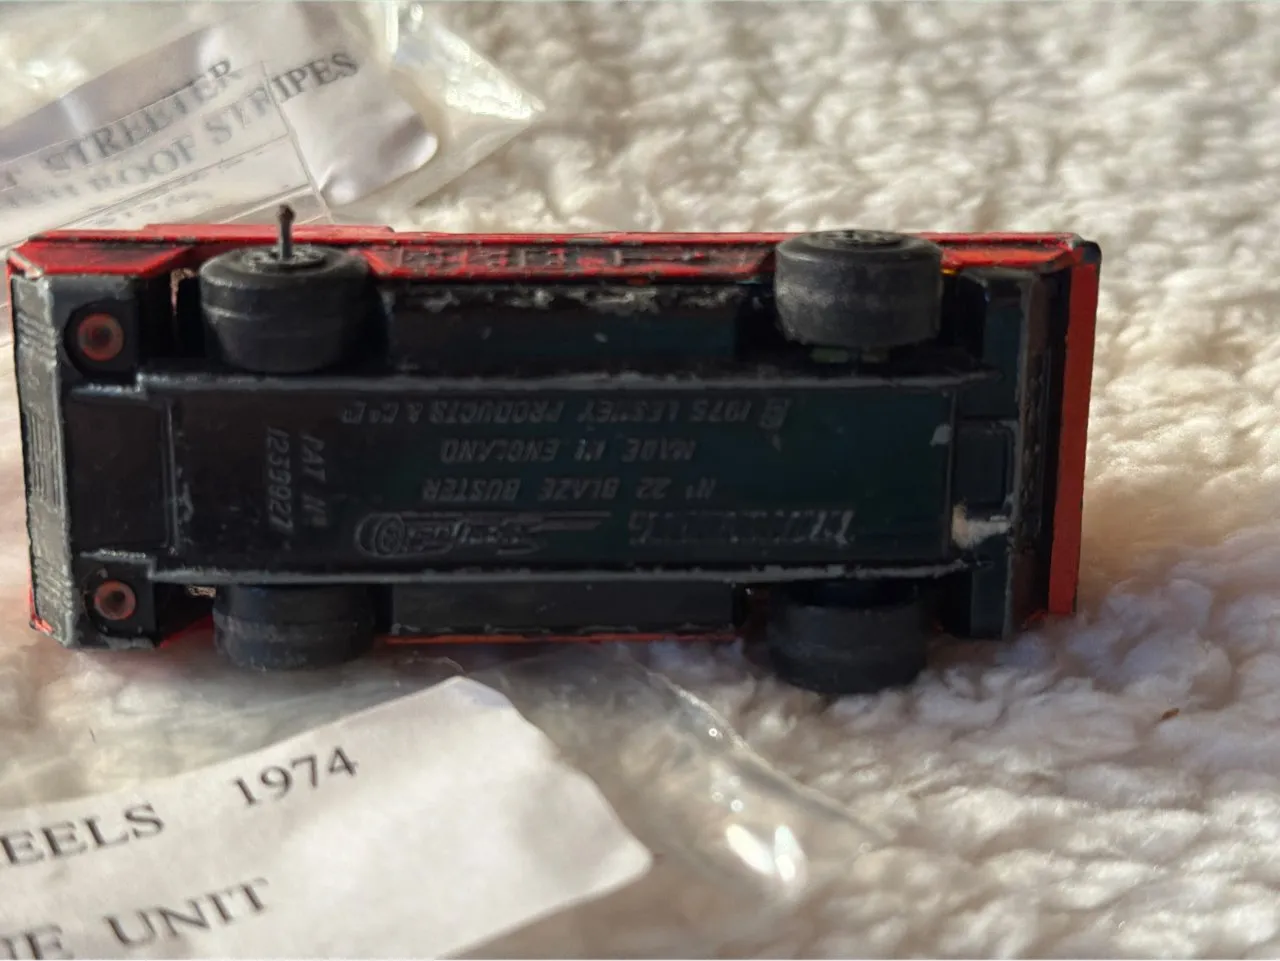 STREETER
ROOF STRIPES
© 1975 LESNEY PRODUCTS & Cº Lᵀᴰ
MADE IN ENGLAND
Nº 22 BLAZE BUSTER
MATCHBOX Superfast
PAT Nº
1239927
EELS 1974
UNIT